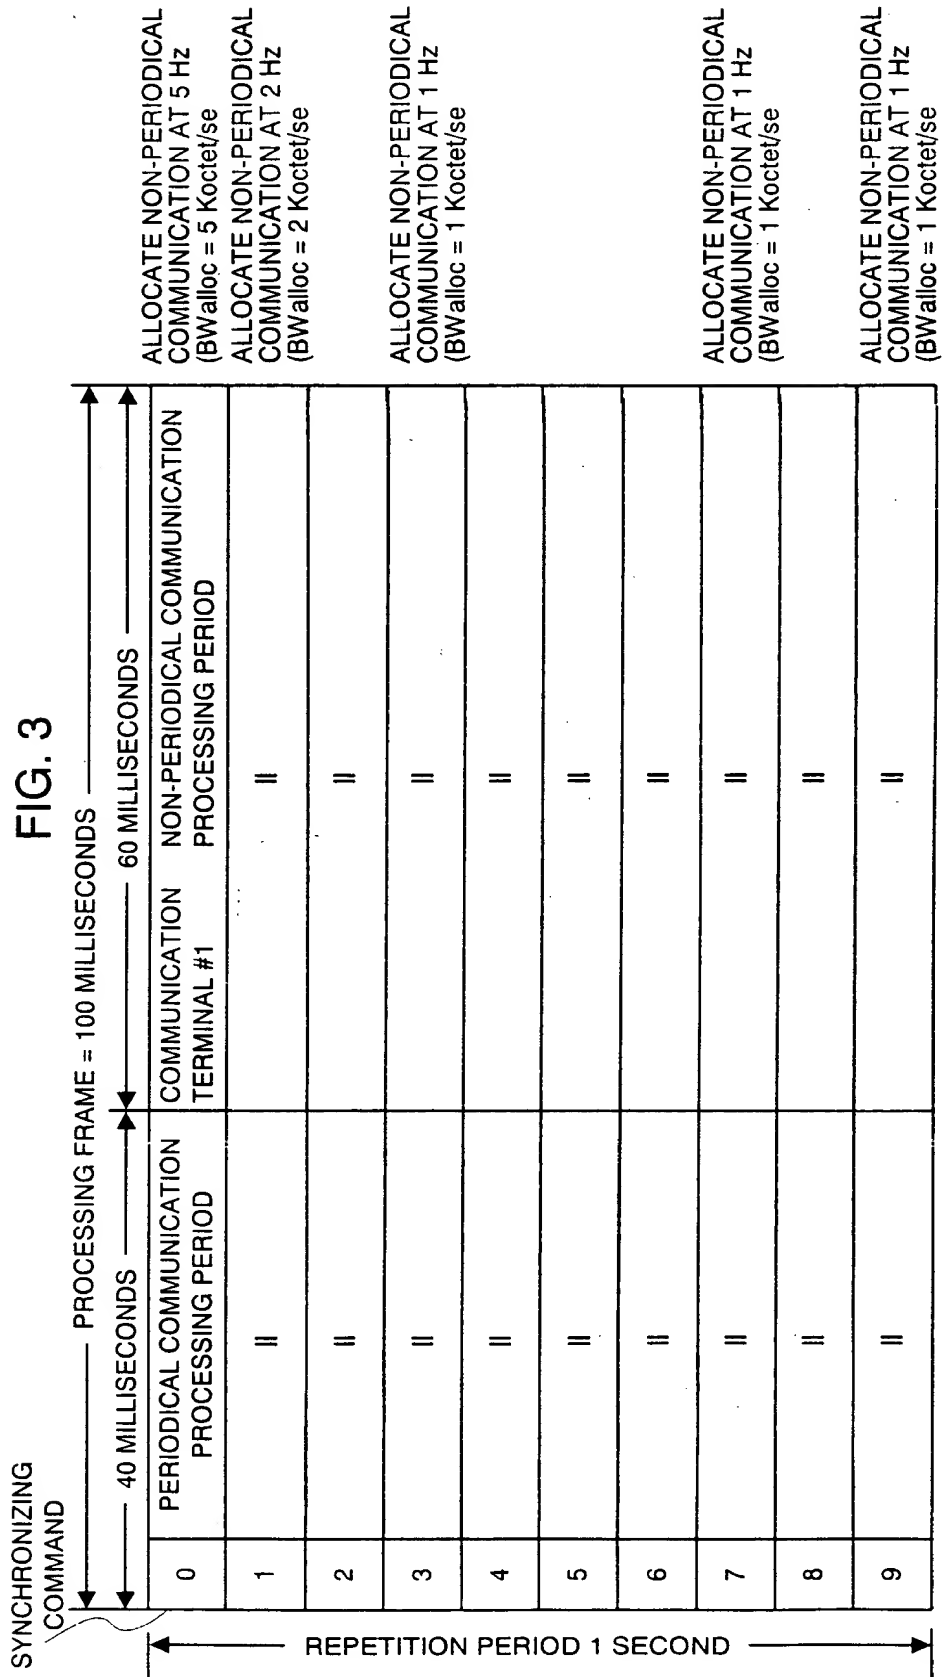 FIG. 3
SYNCHRONIZING
COMMAND
PROCESSING FRAME = 100 MILLISECONDS
40 MILLISECONDS
60 MILLISECONDS
0
PERIODICAL COMMUNICATION
PROCESSING PERIOD
COMMUNICATION
TERMINAL #1
NON-PERIODICAL COMMUNICATION
PROCESSING PERIOD
ALLOCATE NON-PERIODICAL
COMMUNICATION AT 5 Hz
(BWalloc = 5 Koctet/se
1
ALLOCATE NON-PERIODICAL
COMMUNICATION AT 2 Hz
(BWalloc = 2 Koctet/se
2
3
ALLOCATE NON-PERIODICAL
COMMUNICATION AT 1 Hz
(BWalloc = 1 Koctet/se
4
5
6
7
ALLOCATE NON-PERIODICAL
COMMUNICATION AT 1 Hz
(BWalloc = 1 Koctet/se
8
9
ALLOCATE NON-PERIODICAL
COMMUNICATION AT 1 Hz
(BWalloc = 1 Koctet/se
REPETITION PERIOD 1 SECOND